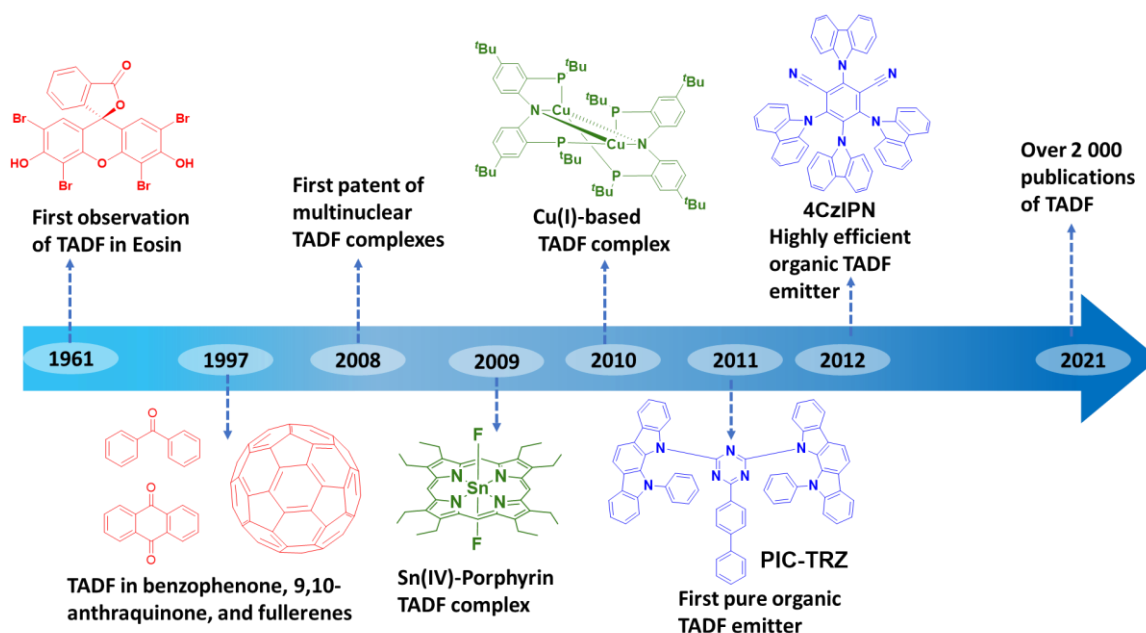 O
O
Br
Br
HO
O
OH
Br
Br
First observation
of TADF in Eosin
First patent of
multinuclear
TADF complexes
tBu
tBu
P
tBu
tBu
N
Cu
P
P
Cu
N
tBu
tBu
P
tBu
tBu
Cu(I)-based
TADF complex
N
N
N
N
N
N
4CzIPN
Highly efficient
organic TADF
emitter
Over 2 000
publications
of TADF
1961
1997
2008
2009
2010
2011
2012
2021
O
O
O
TADF in benzophenone, 9,10-
anthraquinone, and fullerenes
F
N
N
Sn
N
N
F
Sn(IV)-Porphyrin
TADF complex
N
N
N
N
N
N
N
PIC-TRZ
First pure organic
TADF emitter